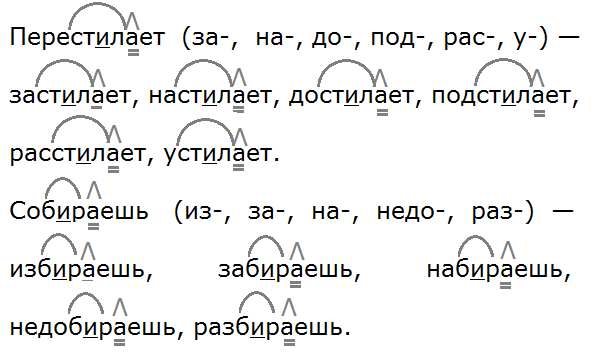 Перестилает (за-, на-, до-, под-, рас-, у-) —
застилает, настилает, достилает, подстилает,
расстилает, устилает.
Собираешь (из-, за-, на-, недо-, раз-) —
избираешь, забираешь, набираешь,
недобираешь, разбираешь.